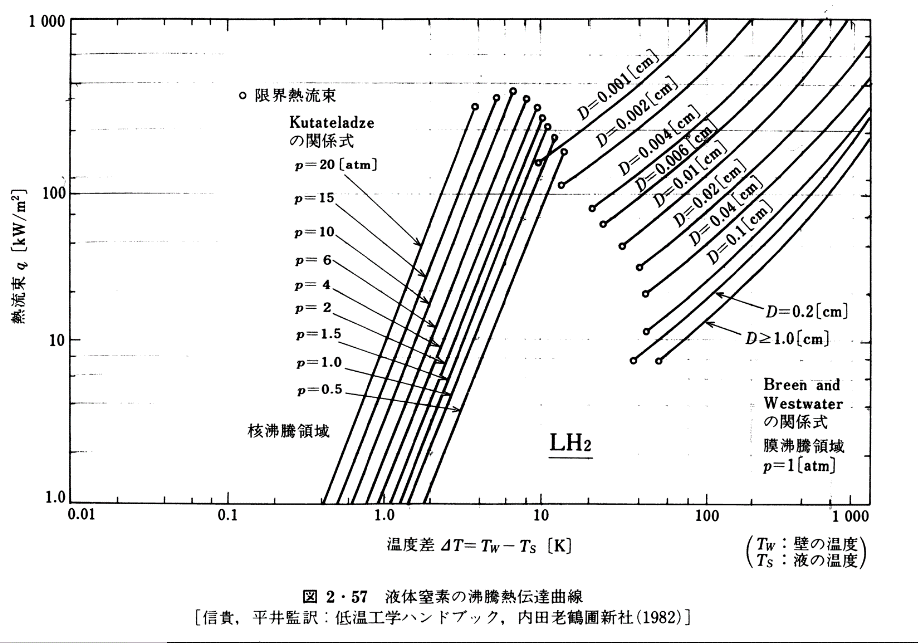 1 000
100
10
1.0
熱流束 q [kW/m²]
限界熱流束
Kutateladze
の関係式
p=20[atm]
p=15
p=10
p=6
p=4
p=2
p=1.5
p=1.0
p=0.5
核沸騰領域
D=0.001[cm]
D=0.002[cm]
D=0.004[cm]
D=0.006[cm]
D=0.01[cm]
D=0.02[cm]
D=0.04[cm]
D=0.1[cm]
D=0.2[cm]
D≥1.0[cm]
LH₂
Breen and
Westwater
の関係式
膜沸騰領域
p=1[atm]
0.01 0.1 1.0 10 100 1 000
温度差 ΔT=T_W−T_S [K]
(T_W：壁の温度
T_S：液の温度)
図 2・57 液体窒素の沸騰熱伝達曲線
[信貴，平井監訳：低温工学ハンドブック，内田老鶴圃新社(1982)]